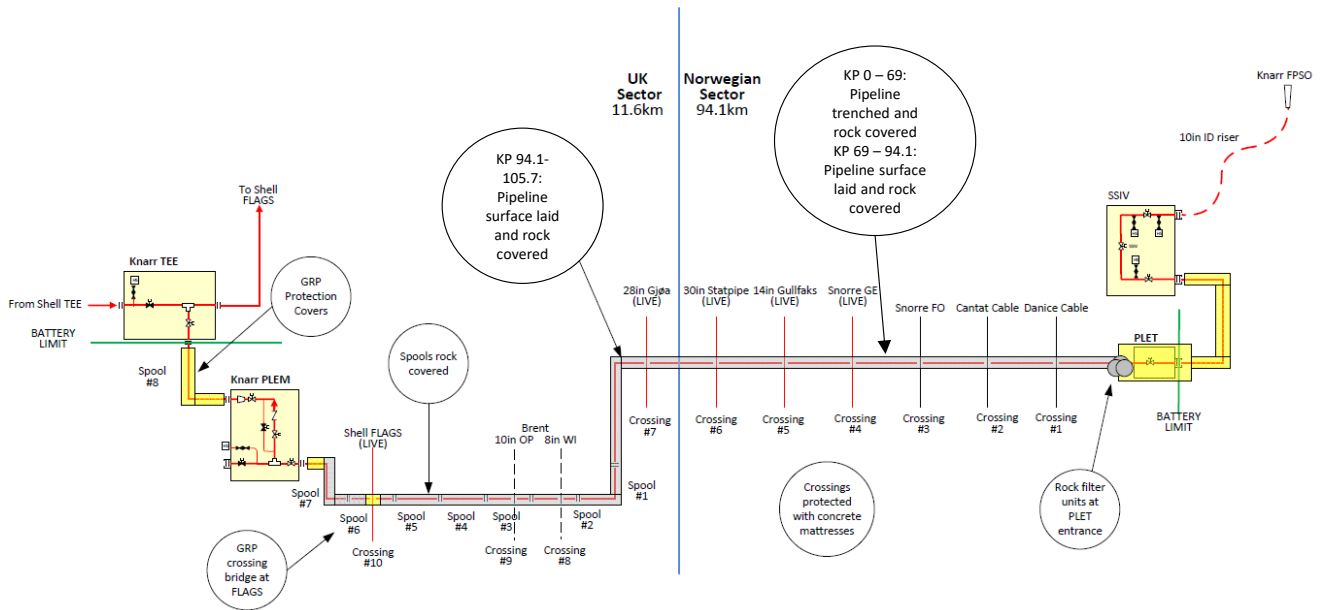 UK
Sector
11.6km
Norwegian
Sector
94.1km
KP 0 – 69:
Pipeline
trenched and
rock covered
KP 69 – 94.1:
Pipeline surface
laid and rock
covered
Knarr FPSO
10in ID riser
KP 94.1-
105.7:
Pipeline
surface laid
and rock
covered
To Shell
FLAGS
SSIV
Knarr TEE
From Shell TEE
GRP
Protection
Covers
BATTERY
LIMIT
28in Gjøa
(LIVE)
30in Statpipe
(LIVE)
14in Gullfaks
(LIVE)
Snorre GE
(LIVE)
Snorre FO
Cantat Cable
Danice Cable
PLET
Spool
#8
Knarr PLEM
Spools rock
covered
Crossing
#7
Crossing
#6
Crossing
#5
Crossing
#4
Crossing
#3
Crossing
#2
Crossing
#1
BATTERY
LIMIT
Shell FLAGS
(LIVE)
Brent
10in OP
8in WI
Spool
#7
Spool
#6
Spool
#5
Spool
#4
Spool
#3
Spool
#2
Spool
#1
Crossing
#10
Crossing
#9
Crossing
#8
GRP
crossing
bridge at
FLAGS
Crossings
protected
with concrete
mattresses
Rock filter
units at
PLET
entrance